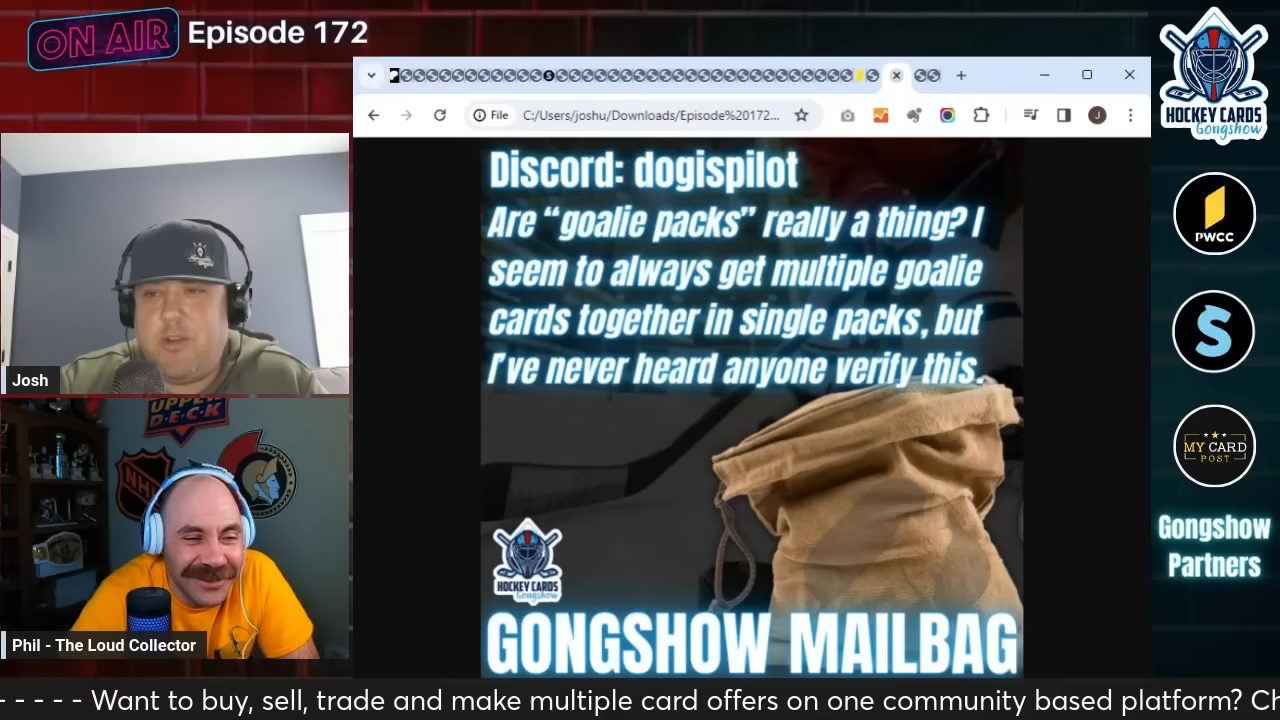 ON AIR
Episode 172
File
C:/Users/joshu/Downloads/Episode%20172...
J
HOCKEY CARDS
Gongshow
Discord: dogispilot
Are “goalie packs” really a thing? I
seem to always get multiple goalie
cards together in single packs, but
I’ve never heard anyone verify this.
PWCC
S
MY CARD
POST
Gongshow
Partners
Josh
UPPER
DECK
NHL
Phil - The Loud Collector
HOCKEY CARDS
Gongshow
GONGSHOW MAILBAG
- - - - - Want to buy, sell, trade and make multiple card offers on one community based platform? Ch